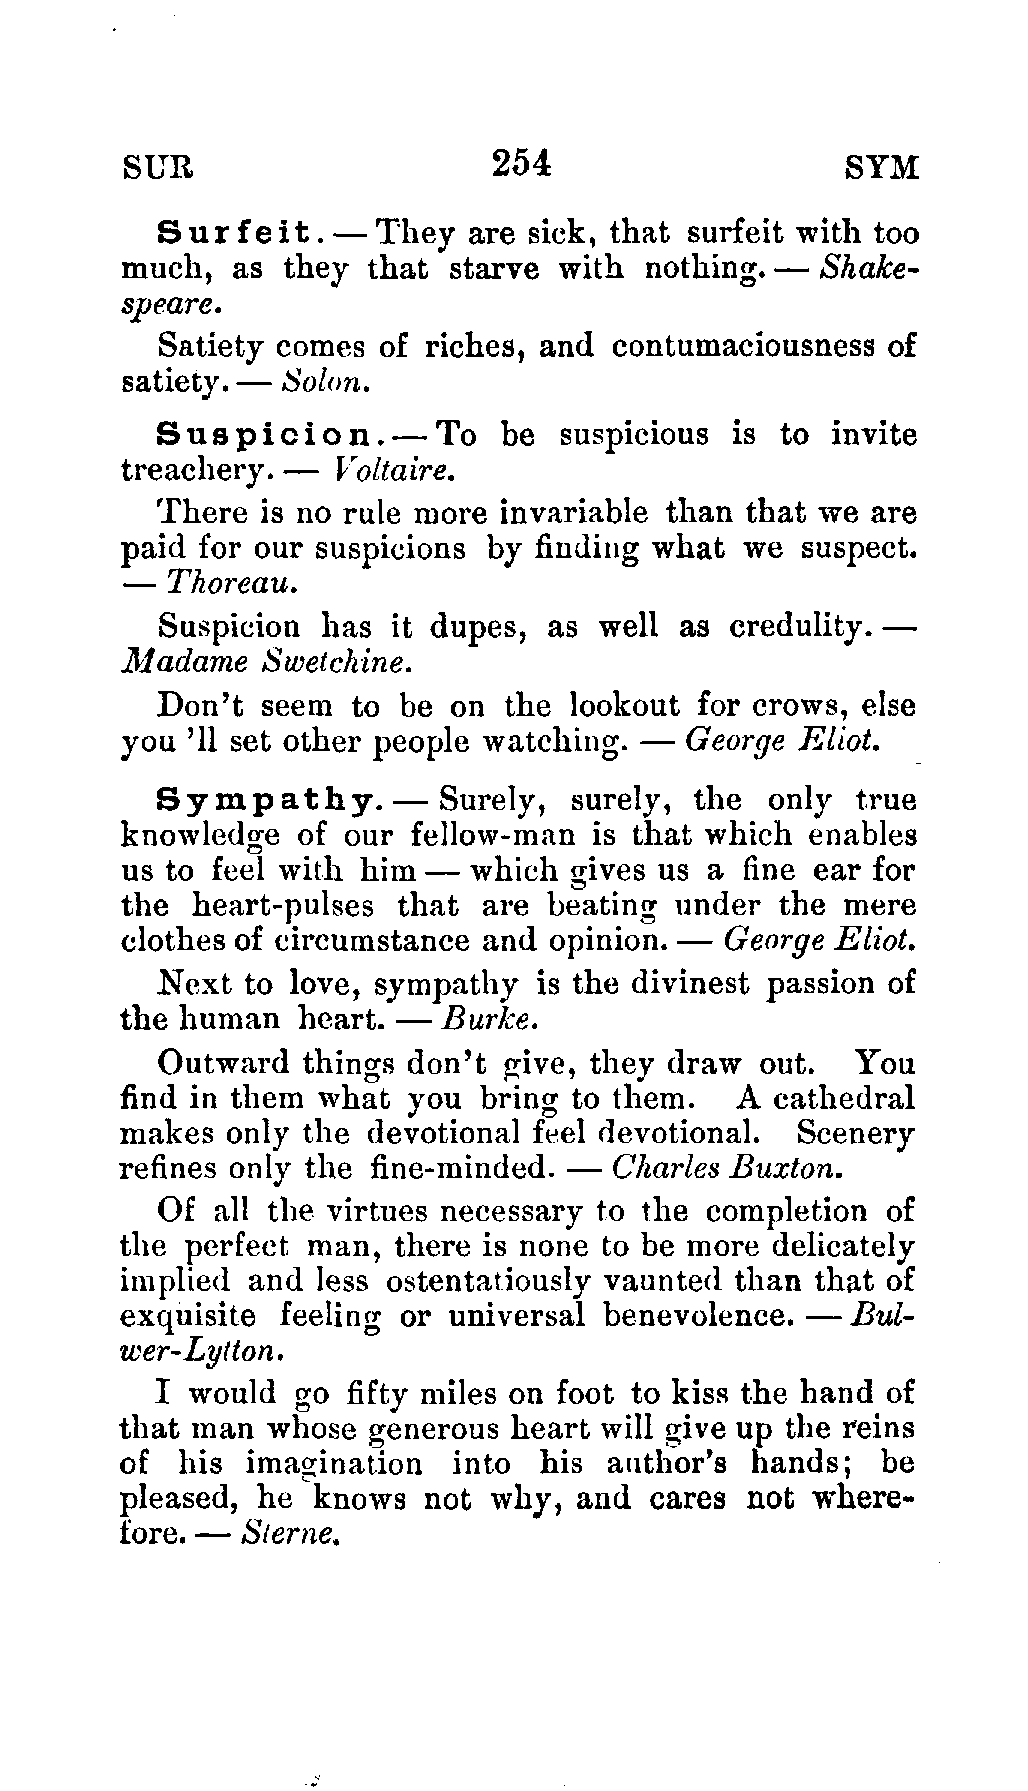 SUR 254 SYM
Surfeit. — They are sick, that surfeit with too
much, as they that starve with nothing. — Shake-
speare.
Satiety comes of riches, and contumaciousness of
satiety. — Solon.
Suspicion. — To be suspicious is to invite
treachery. — Voltaire.
There is no rule more invariable than that we are
paid for our suspicions by finding what we suspect.
— Thoreau.
Suspicion has it dupes, as well as credulity. —
Madame Swetchine.
Don't seem to be on the lookout for crows, else
you 'll set other people watching. — George Eliot.
Sympathy. — Surely, surely, the only true
knowledge of our fellow-man is that which enables
us to feel with him — which gives us a fine ear for
the heart-pulses that are beating under the mere
clothes of circumstance and opinion. — George Eliot.
Next to love, sympathy is the divinest passion of
the human heart. — Burke.
Outward things don't give, they draw out. You
find in them what you bring to them. A cathedral
makes only the devotional feel devotional. Scenery
refines only the fine-minded. — Charles Buxton.
Of all the virtues necessary to the completion of
the perfect man, there is none to be more delicately
implied and less ostentatiously vaunted than that of
exquisite feeling or universal benevolence. — Bul-
wer-Lytton.
I would go fifty miles on foot to kiss the hand of
that man whose generous heart will give up the reins
of his imagination into his author's hands; be
pleased, he knows not why, and cares not where-
fore. — Sterne.